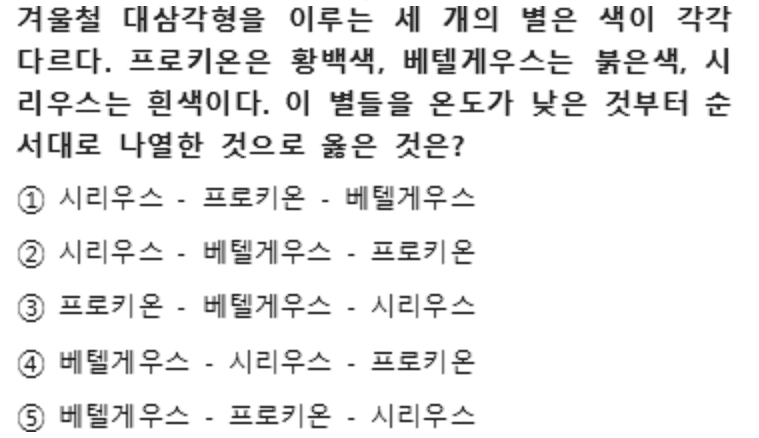 겨울철 대삼각형을 이루는 세 개의 별은 색이 각각
다르다. 프로키온은 황백색, 베텔게우스는 붉은색, 시
리우스는 흰색이다. 이 별들을 온도가 낮은 것부터 순
서대로 나열한 것으로 옳은 것은?
① 시리우스 - 프로키온 - 베텔게우스
② 시리우스 - 베텔게우스 - 프로키온
③ 프로키온 - 베텔게우스 - 시리우스
④ 베텔게우스 - 시리우스 - 프로키온
⑤ 베텔게우스 - 프로키온 - 시리우스